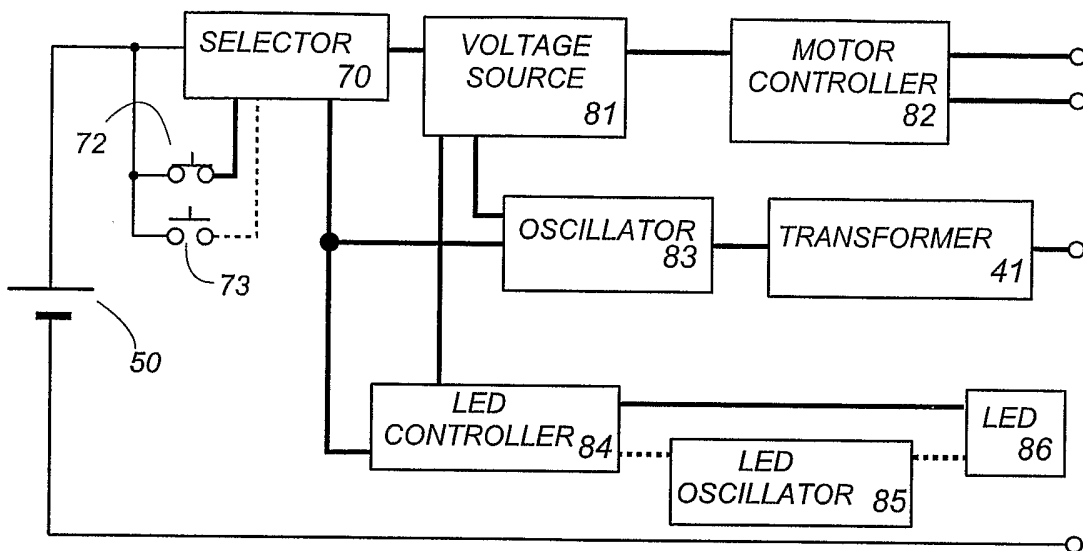 SELECTOR
70
VOLTAGE
SOURCE
81
MOTOR
CONTROLLER
82
72
73
50
OSCILLATOR
83
TRANSFORMER
41
LED
CONTROLLER 84
LED
OSCILLATOR 85
LED
86